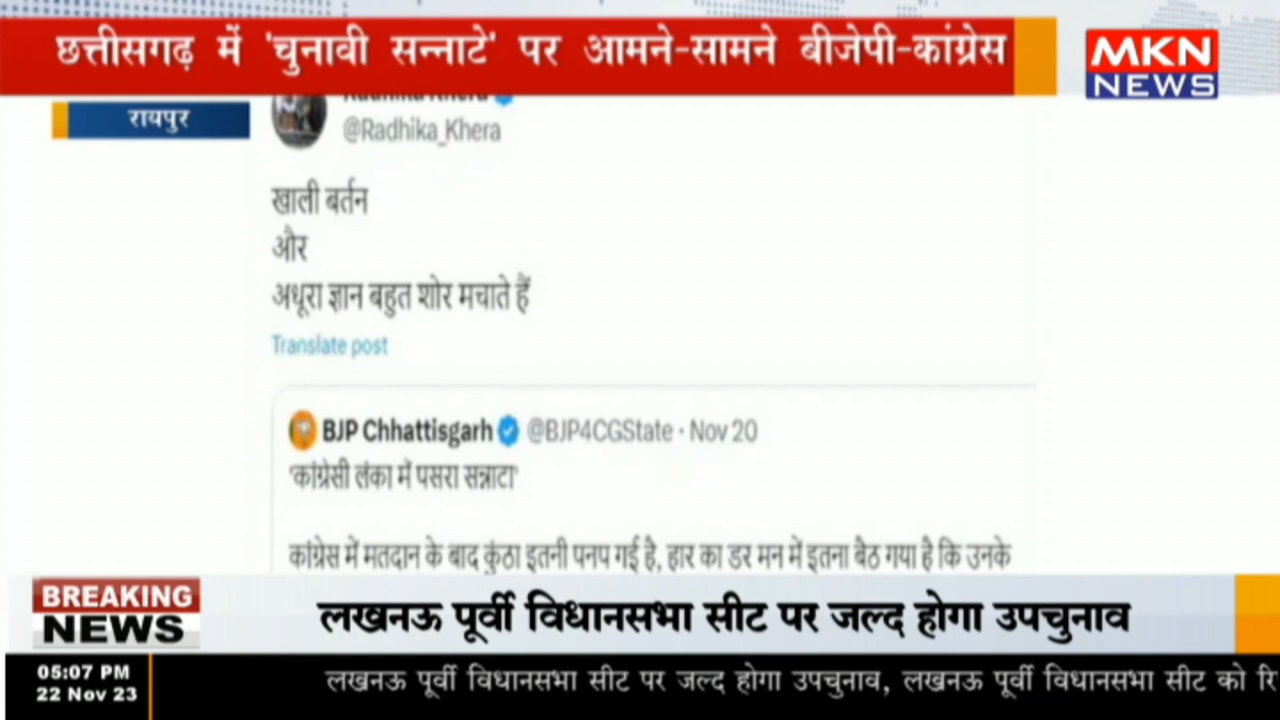 छत्तीसगढ़ में 'चुनावी सन्नाटे' पर आमने-सामने बीजेपी-कांग्रेस
MKN
NEWS
रायपुर
@Radhika_Khera
खाली बर्तन
और
अधूरा ज्ञान बहुत शोर मचाते हैं
Translate post
BJP Chhattisgarh @BJP4CGState · Nov 20
'कांग्रेसी लंका में पसरा सन्नाटा'
कांग्रेस में मतदान के बाद कुंठा इतनी पनप गई है, हार का डर मन में इतना बैठ गया है कि उनके
BREAKING
NEWS
लखनऊ पूर्वी विधानसभा सीट पर जल्द होगा उपचुनाव
05:07 PM
22 Nov 23
लखनऊ पूर्वी विधानसभा सीट पर जल्द होगा उपचुनाव, लखनऊ पूर्वी विधानसभा सीट को रि